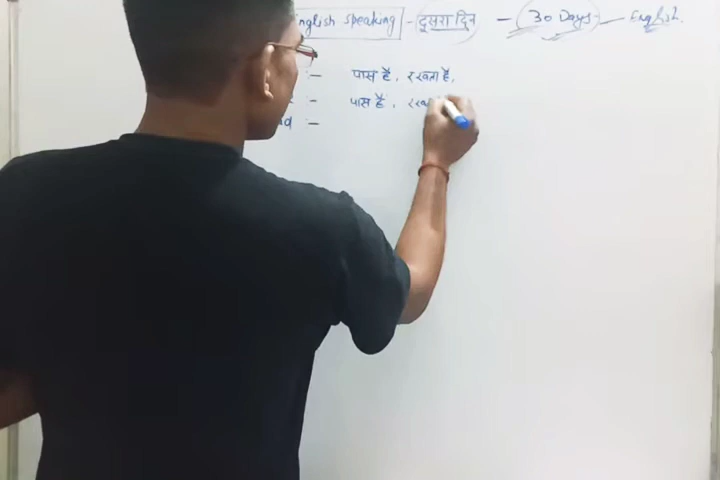 English speaking - दूसरा दिन - 30 Days - English.
:- पास है, रखता है,
:- पास है,
:-